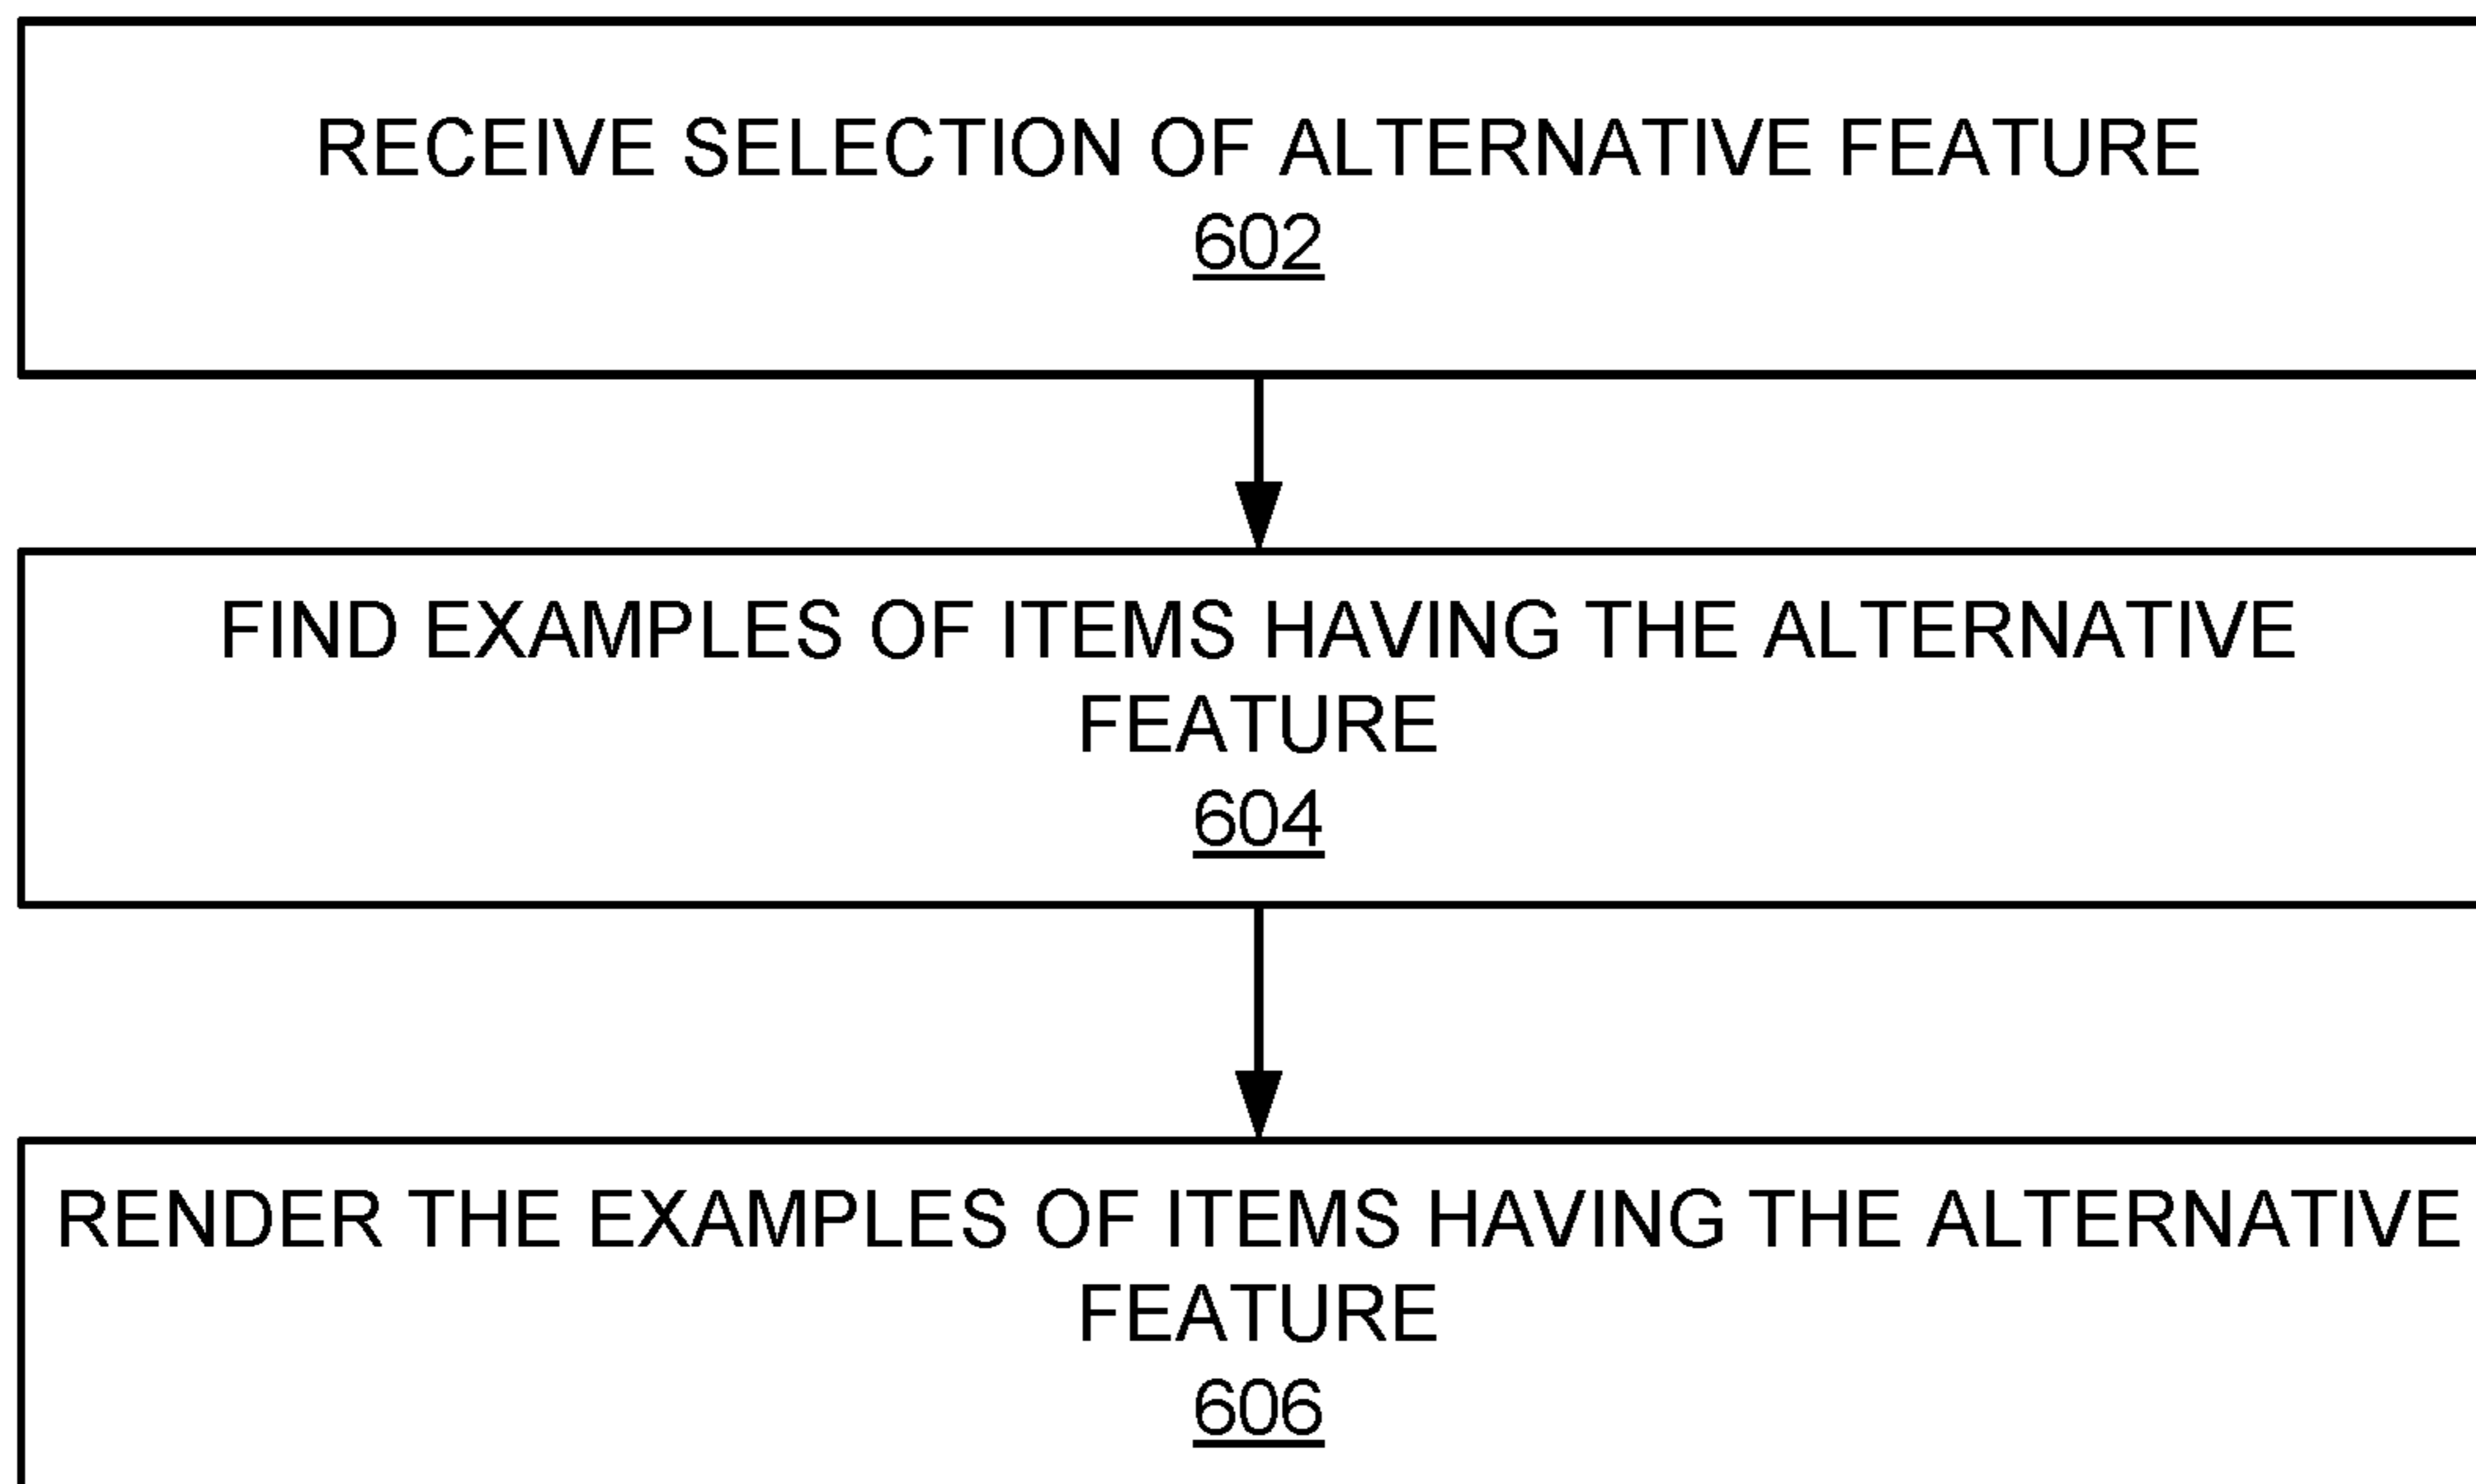 RECEIVE SELECTION OF ALTERNATIVE FEATURE
602
FIND EXAMPLES OF ITEMS HAVING THE ALTERNATIVE
FEATURE
604
RENDER THE EXAMPLES OF ITEMS HAVING THE ALTERNATIVE
FEATURE
606